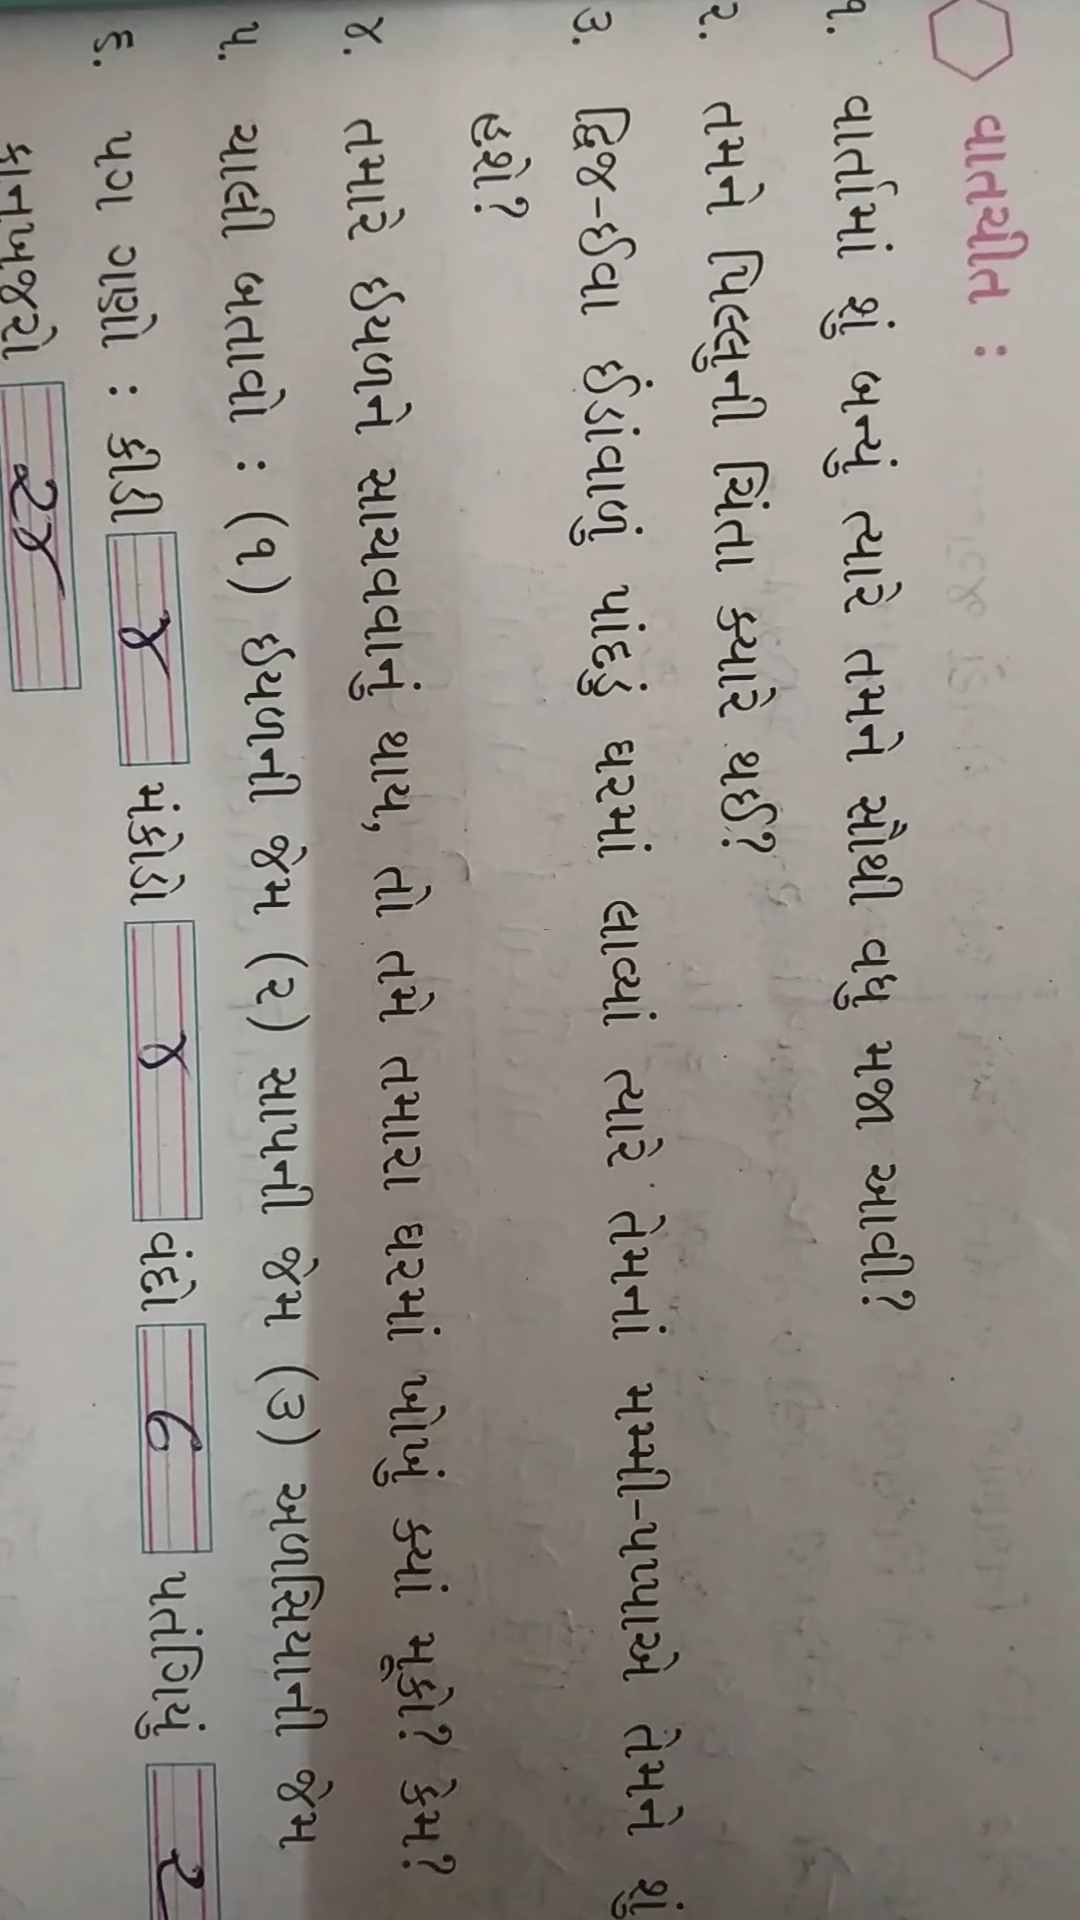 વાતચીત :
૧. વાર્તામાં શું બન્યું ત્યારે તમને સૌથી વધુ મજા આવી?
૨. તમને પિલ્લુની ચિંતા ક્યારે થઈ?
૩. દ્વિજ-ઈવા ઈંડાંવાળું પાંદડું ઘરમાં લાવ્યાં ત્યારે તેમનાં મમ્મી-પપ્પાએ તેમને શું
હશે?
૪. તમારે ઈયળને સાચવવાનું થાય, તો તમે તમારા ઘરમાં ખોખું ક્યાં મૂકો? કેમ?
૫. ચાલી બતાવો : (૧) ઈયળની જેમ (૨) સાપની જેમ (૩) અળસિયાની જેમ
૬. પગ ગણો : કીડી ૪ મંકોડો ૪ વંદો 6 પતંગિયું 2
કાનખજૂરો ૨૪